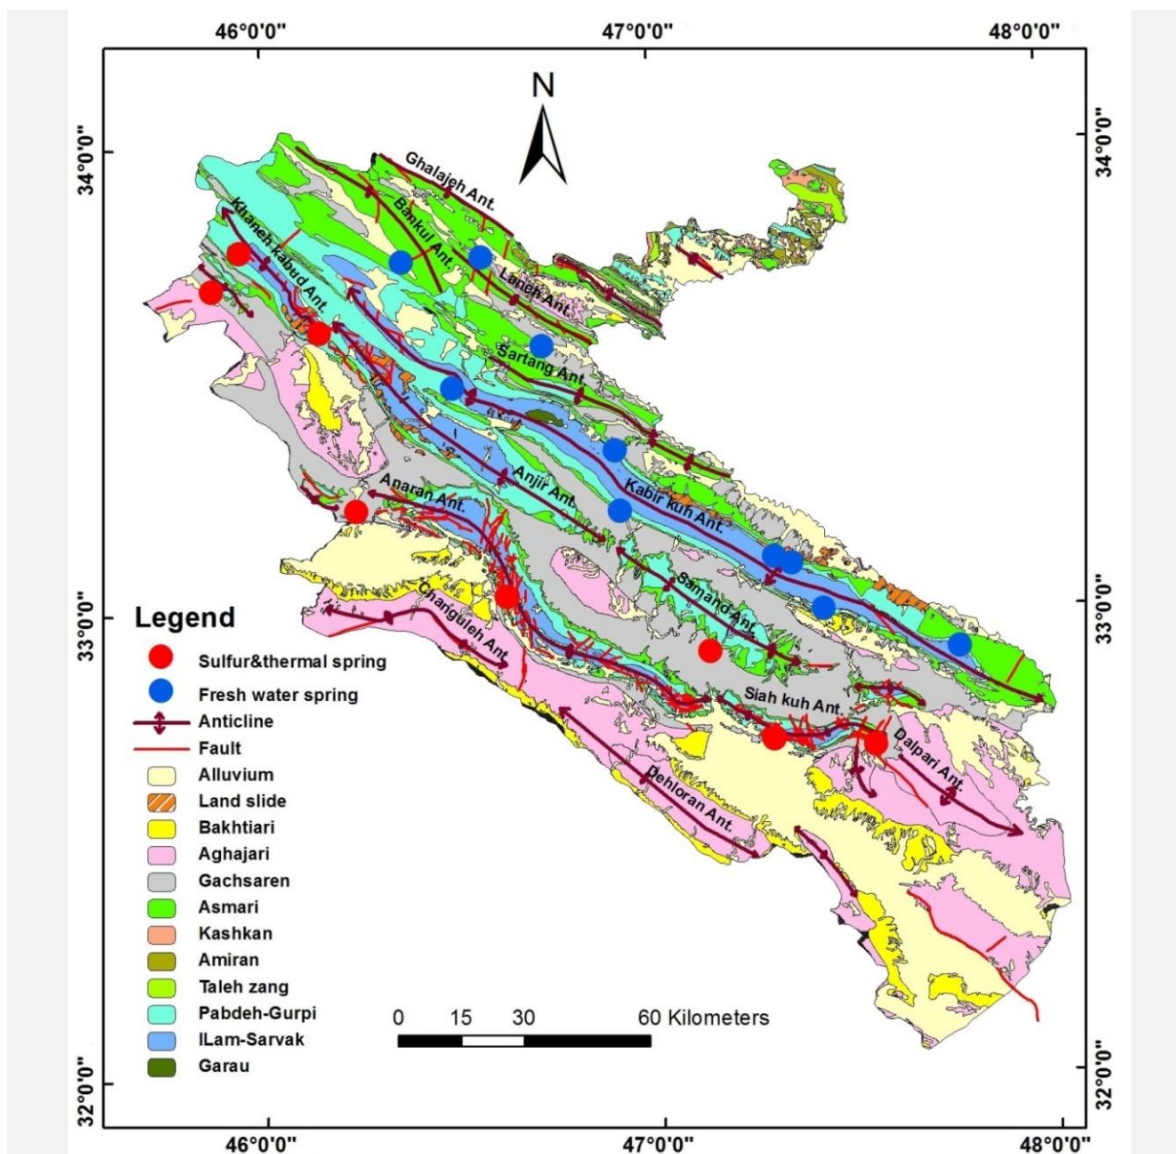 46°0'0" 47°0'0" 48°0'0"
N
34°0'0" 34°0'0"
Ghalajeh Ant.
Bankul Ant.
Khaneh kabud Ant.
Laneh Ant.
Sartang Ant.
Anjir Ant.
Kabir kuh Ant.
Anaran Ant.
Samand Ant.
Changuleh Ant.
33°0'0" 33°0'0"
Siah kuh Ant.
Dalpari Ant.
Dehloran Ant.
Legend
Sulfur&thermal spring
Fresh water spring
Anticline
Fault
Alluvium
Land slide
Bakhtiari
Aghajari
Gachsaren
Asmari
Kashkan
Amiran
Taleh zang
Pabdeh-Gurpi
ILam-Sarvak
Garau
0 15 30 60 Kilometers
32°0'0" 32°0'0"
46°0'0" 47°0'0" 48°0'0"